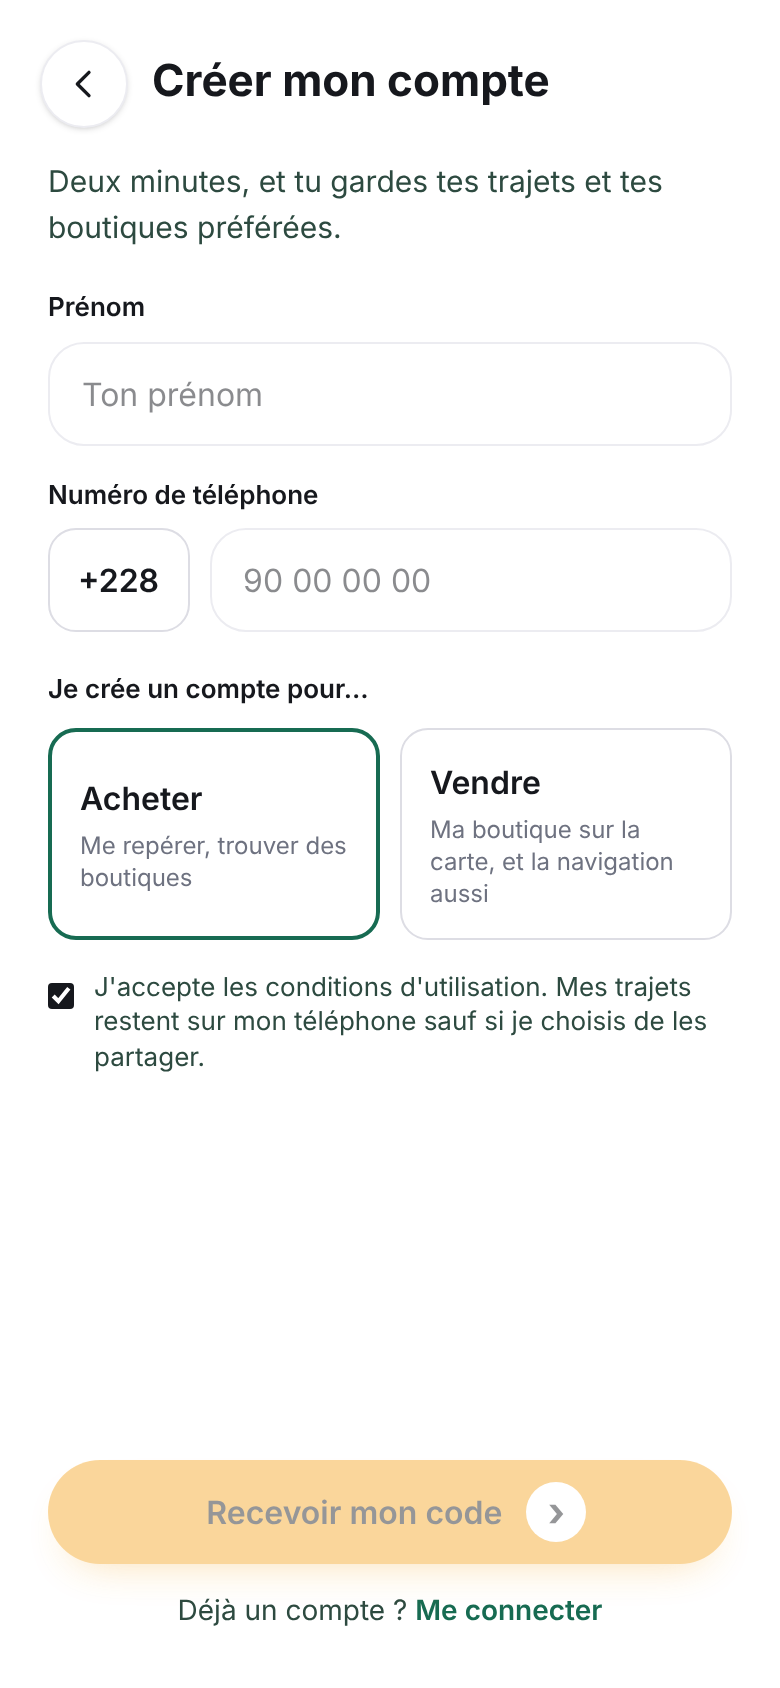 Créer mon compte
Deux minutes, et tu gardes tes trajets et tes
boutiques préférées.
Prénom
Ton prénom
Numéro de téléphone
+228
90 00 00 00
Je crée un compte pour...
Acheter
Me repérer, trouver des
boutiques
Vendre
Ma boutique sur la
carte, et la navigation
aussi
J'accepte les conditions d'utilisation. Mes trajets
restent sur mon téléphone sauf si je choisis de les
partager.
Recevoir mon code
Déjà un compte ? Me connecter